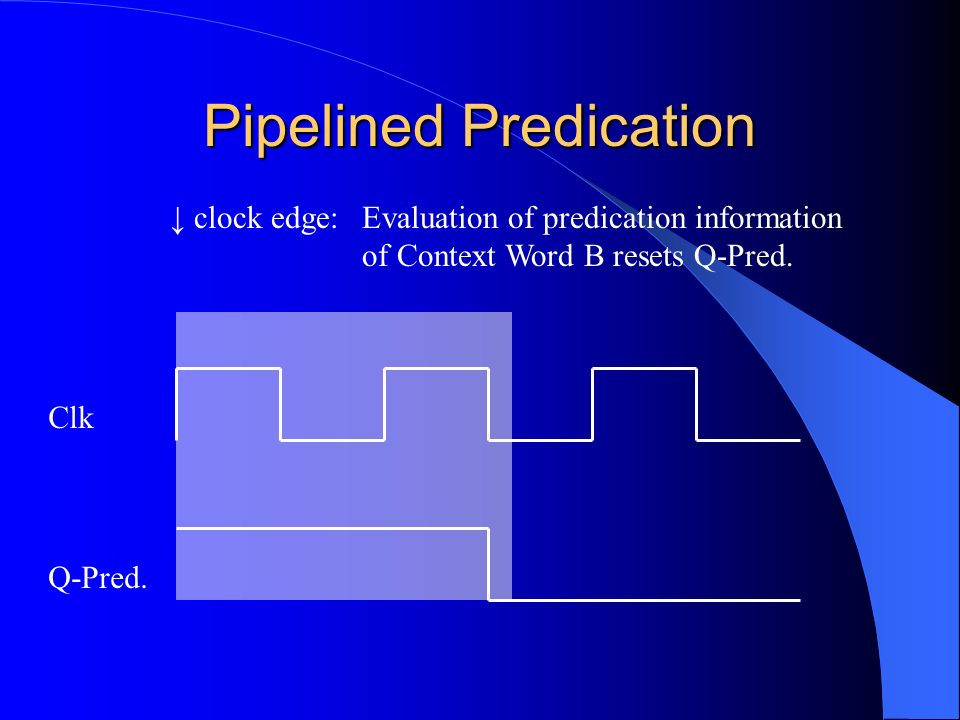 Pipelined Predication
↓ clock edge: Evaluation of predication information
of Context Word B resets Q-Pred.
Clk
Q-Pred.